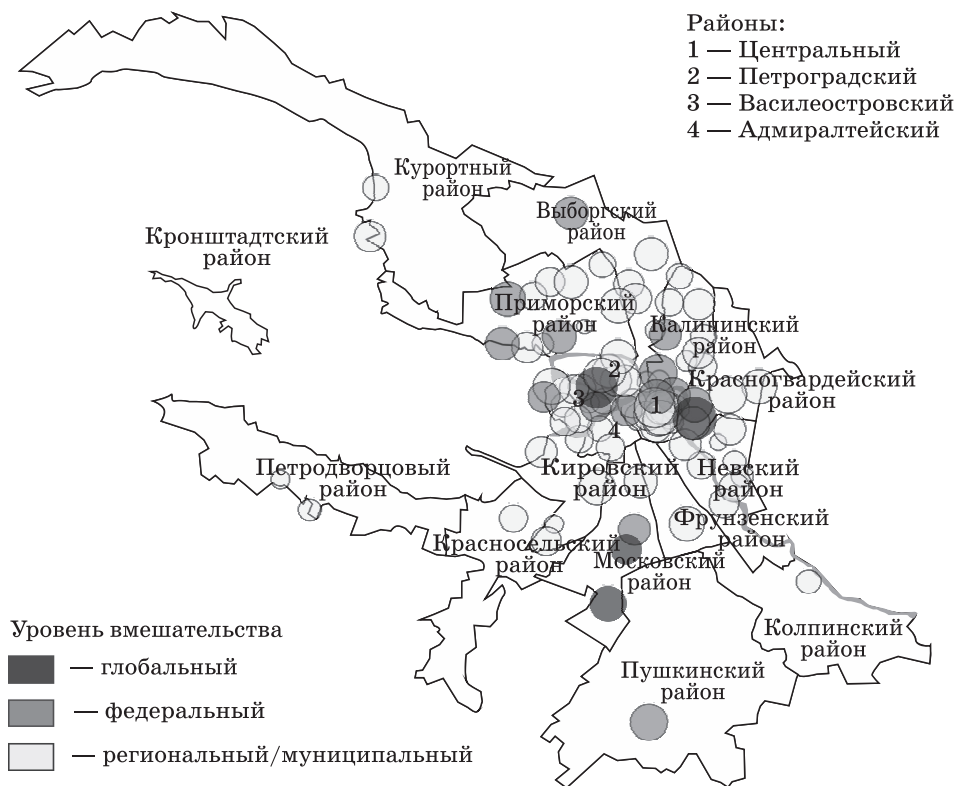 Районы:
1 — Центральный
2 — Петроградский
3 — Василеостровский
4 — Адмиралтейский
Курортный
район
Выборгский
район
Кронштадтский
район
Приморский
район
Калининский
район
2
Красногвардейский
район
3
1
4
Петродворцовый
район
Кировский
район
Невский
район
Фрунзенский
район
Красносельский
район
Московский
район
Колпинский
район
Пушкинский
район
Уровень вмешательства
— глобальный
— федеральный
— региональный/муниципальный